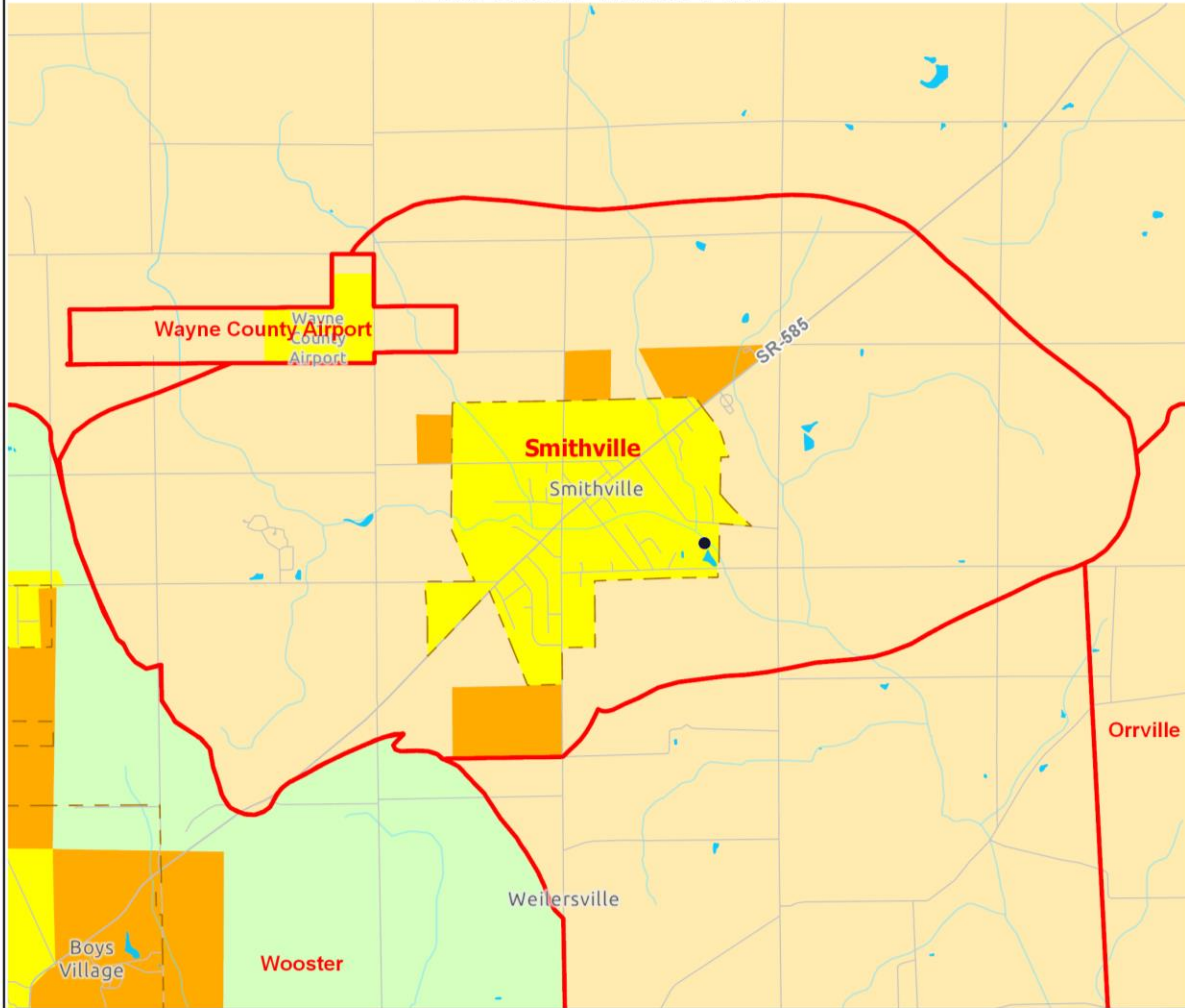 Wayne County Airport
Wayne
County
Airport
SR-585
Smithville
Smithville
Orrville
Weilersville
Boys
Village
Wooster